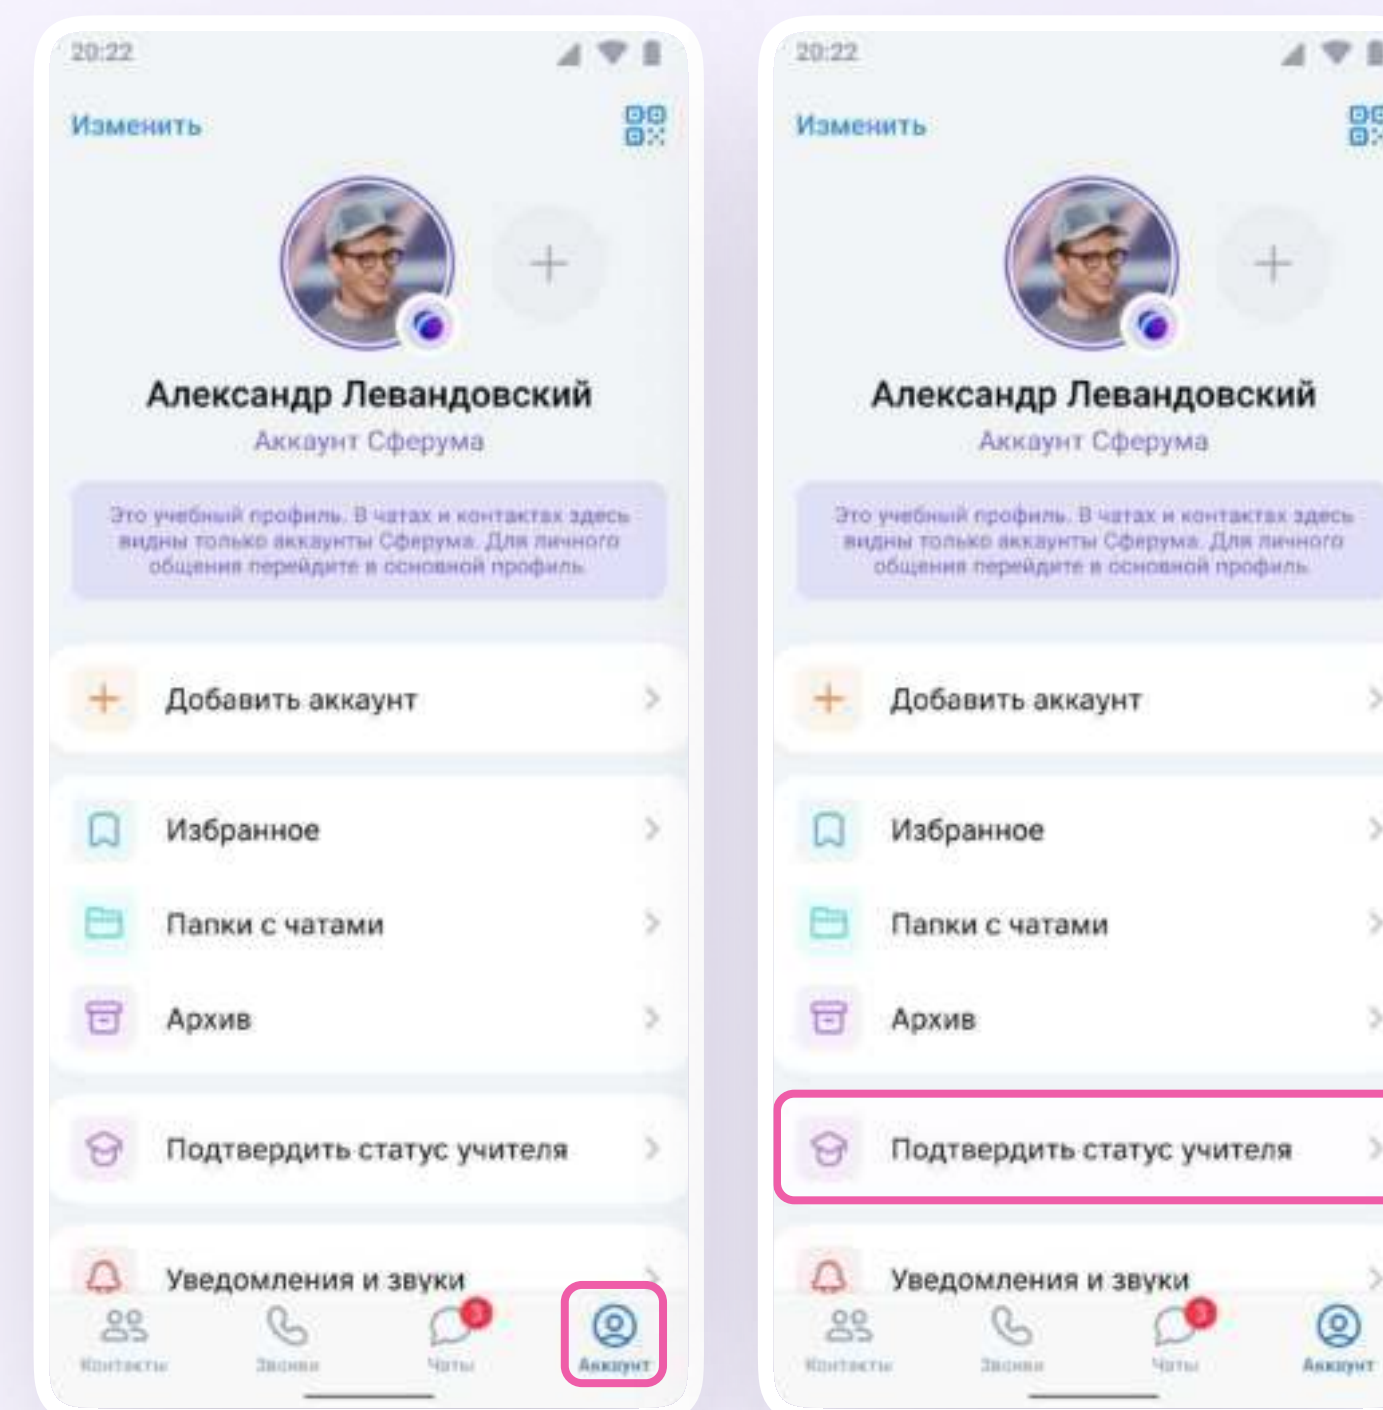 20:22
Изменить
Александр Левандовский
Аккаунт Сферума
Это учебный профиль. В чатах и контактах здесь
видны только аккаунты Сферума. Для личного
общения перейдите в основной профиль.
Добавить аккаунт
Избранное
Папки с чатами
Архив
Подтвердить статус учителя
Уведомления и звуки
3
Контакты
Звонки
Чаты
Аккаунт
20:22
Изменить
Александр Левандовский
Аккаунт Сферума
Это учебный профиль. В чатах и контактах здесь
видны только аккаунты Сферума. Для личного
общения перейдите в основной профиль.
Добавить аккаунт
Избранное
Папки с чатами
Архив
Подтвердить статус учителя
Уведомления и звуки
3
Контакты
Звонки
Чаты
Аккаунт